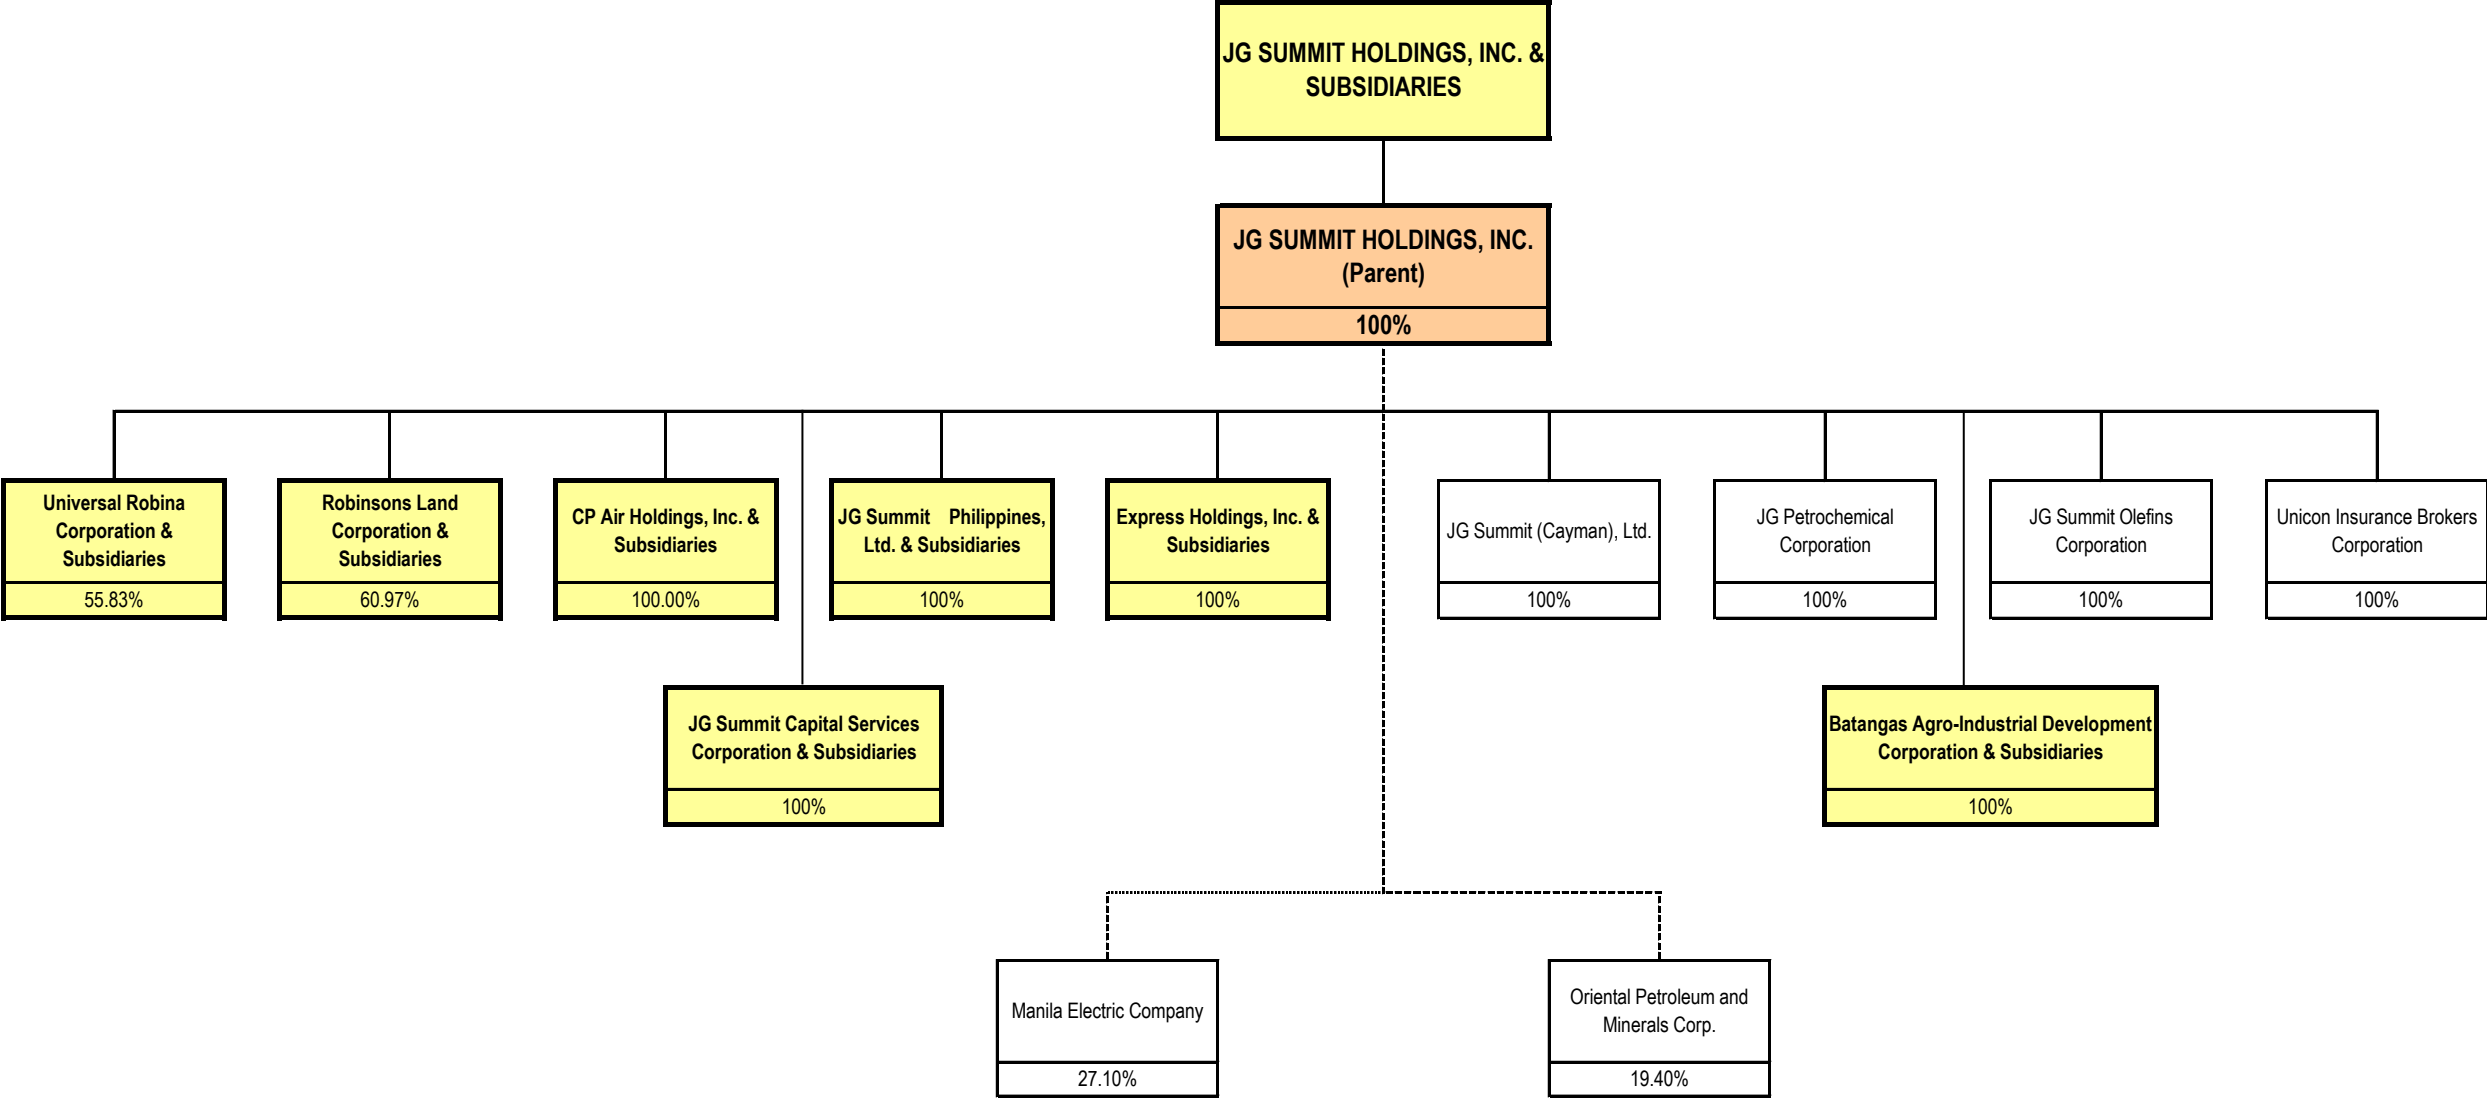 JG SUMMIT HOLDINGS, INC. &
SUBSIDIARIES
JG SUMMIT HOLDINGS, INC.
(Parent)
100%
Universal Robina
Corporation &
Subsidiaries
55.83%
Robinsons Land
Corporation &
Subsidiaries
60.97%
CP Air Holdings, Inc. &
Subsidiaries
100.00%
JG Summit Philippines,
Ltd. & Subsidiaries
100%
Express Holdings, Inc. &
Subsidiaries
100%
JG Summit (Cayman), Ltd.
100%
JG Petrochemical
Corporation
100%
JG Summit Olefins
Corporation
100%
Unicon Insurance Brokers
Corporation
100%
JG Summit Capital Services
Corporation & Subsidiaries
100%
Batangas Agro-Industrial Development
Corporation & Subsidiaries
100%
Manila Electric Company
27.10%
Oriental Petroleum and
Minerals Corp.
19.40%